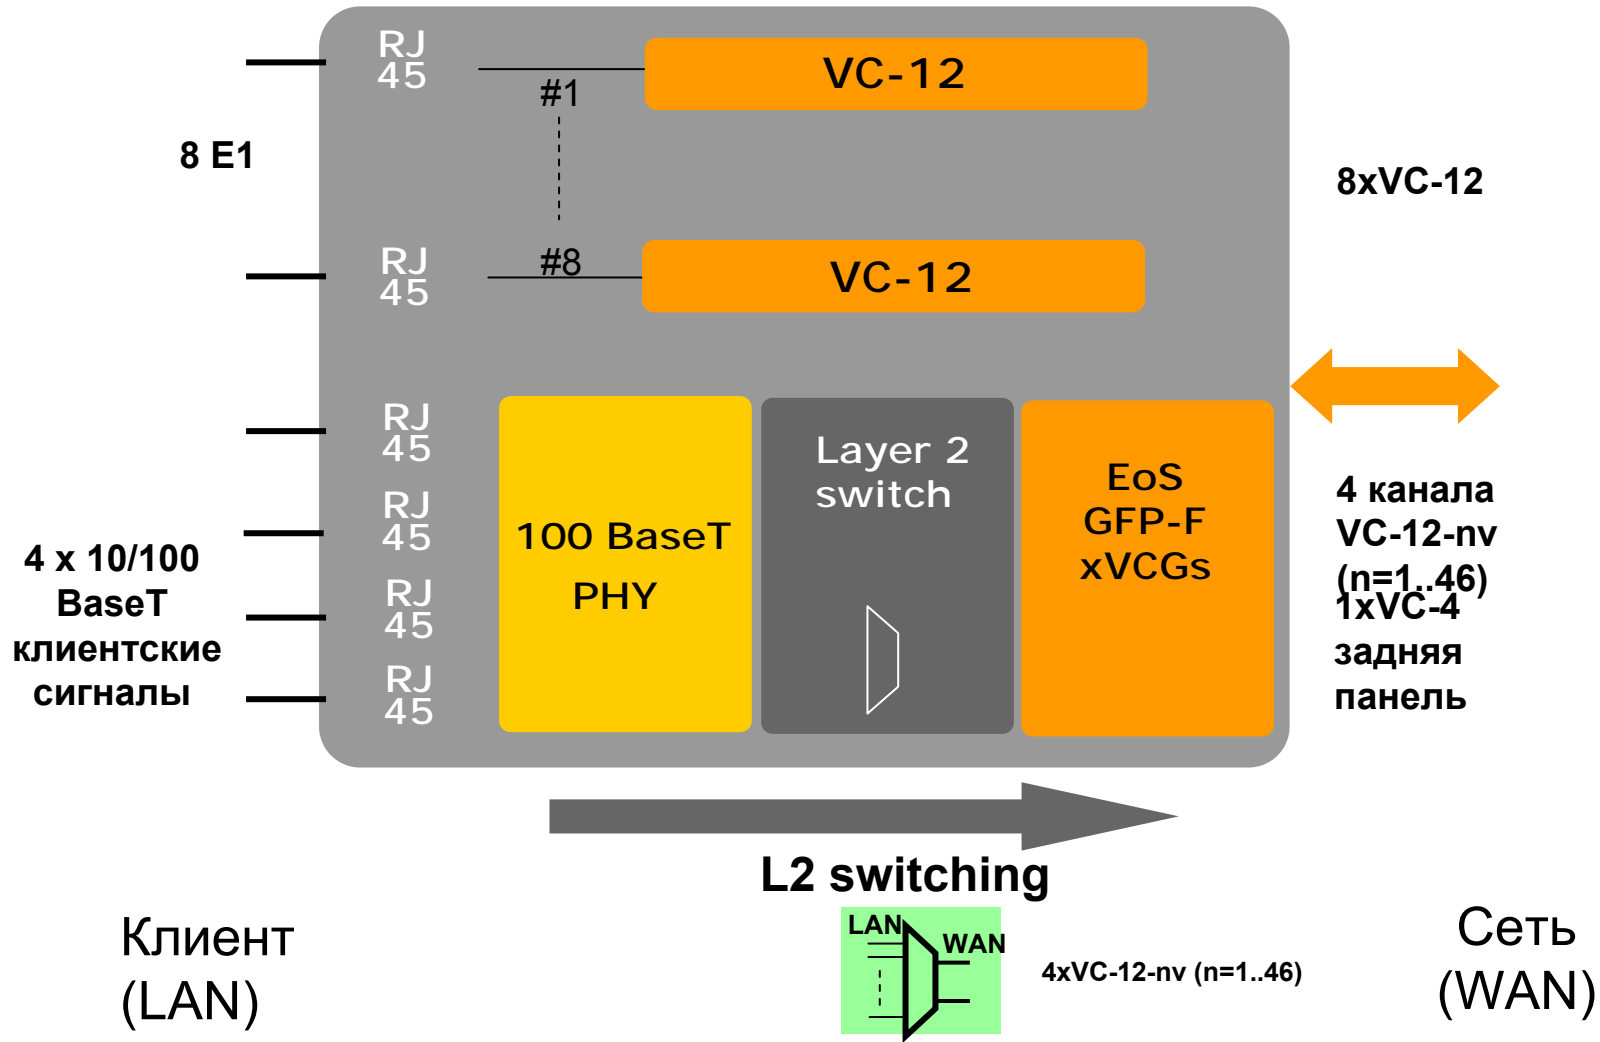 RJ
45
#1
VC-12
8 E1
8xVC-12
RJ
45
#8
VC-12
RJ
45
RJ
45
RJ
45
RJ
45
4 x 10/100
BaseT
клиентские
сигналы
100 BaseT
PHY
Layer 2
switch
EoS
GFP-F
xVCGs
4 канала
VC-12-nv
(n=1..46)
1xVC-4
задняя
панель
L2 switching
LAN
WAN
4xVC-12-nv (n=1..46)
Клиент
(LAN)
Сеть
(WAN)